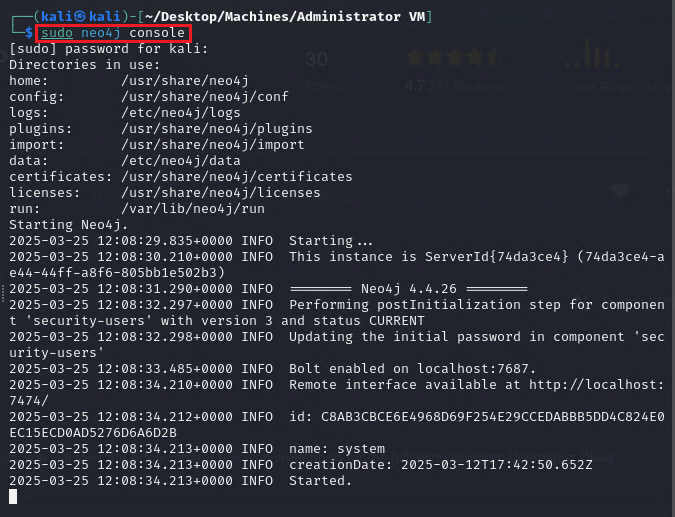 ┌──(kali㉿kali)-[~/Desktop/Machines/Administrator VM]
└─$ sudo neo4j console
[sudo] password for kali:
Directories in use:
home:         /usr/share/neo4j
config:       /usr/share/neo4j/conf
logs:         /etc/neo4j/logs
plugins:      /usr/share/neo4j/plugins
import:       /usr/share/neo4j/import
data:         /etc/neo4j/data
certificates: /usr/share/neo4j/certificates
licenses:     /usr/share/neo4j/licenses
run:          /var/lib/neo4j/run
Starting Neo4j.
2025-03-25 12:08:29.835+0000 INFO  Starting...
2025-03-25 12:08:30.210+0000 INFO  This instance is ServerId{74da3ce4} (74da3ce4-a
e44-44ff-a8f6-805bb1e502b3)
2025-03-25 12:08:31.290+0000 INFO  ======== Neo4j 4.4.26 ========
2025-03-25 12:08:32.297+0000 INFO  Performing postInitialization step for componen
t 'security-users' with version 3 and status CURRENT
2025-03-25 12:08:32.298+0000 INFO  Updating the initial password in component 'sec
urity-users'
2025-03-25 12:08:33.485+0000 INFO  Bolt enabled on localhost:7687.
2025-03-25 12:08:34.210+0000 INFO  Remote interface available at http://localhost:
7474/
2025-03-25 12:08:34.212+0000 INFO  id: C8AB3CBCE6E4968D69F254E29CCEDABBB5DD4C824E0
EC15ECD0AD5276D6A6D2B
2025-03-25 12:08:34.213+0000 INFO  name: system
2025-03-25 12:08:34.213+0000 INFO  creationDate: 2025-03-12T17:42:50.652Z
2025-03-25 12:08:34.213+0000 INFO  Started.